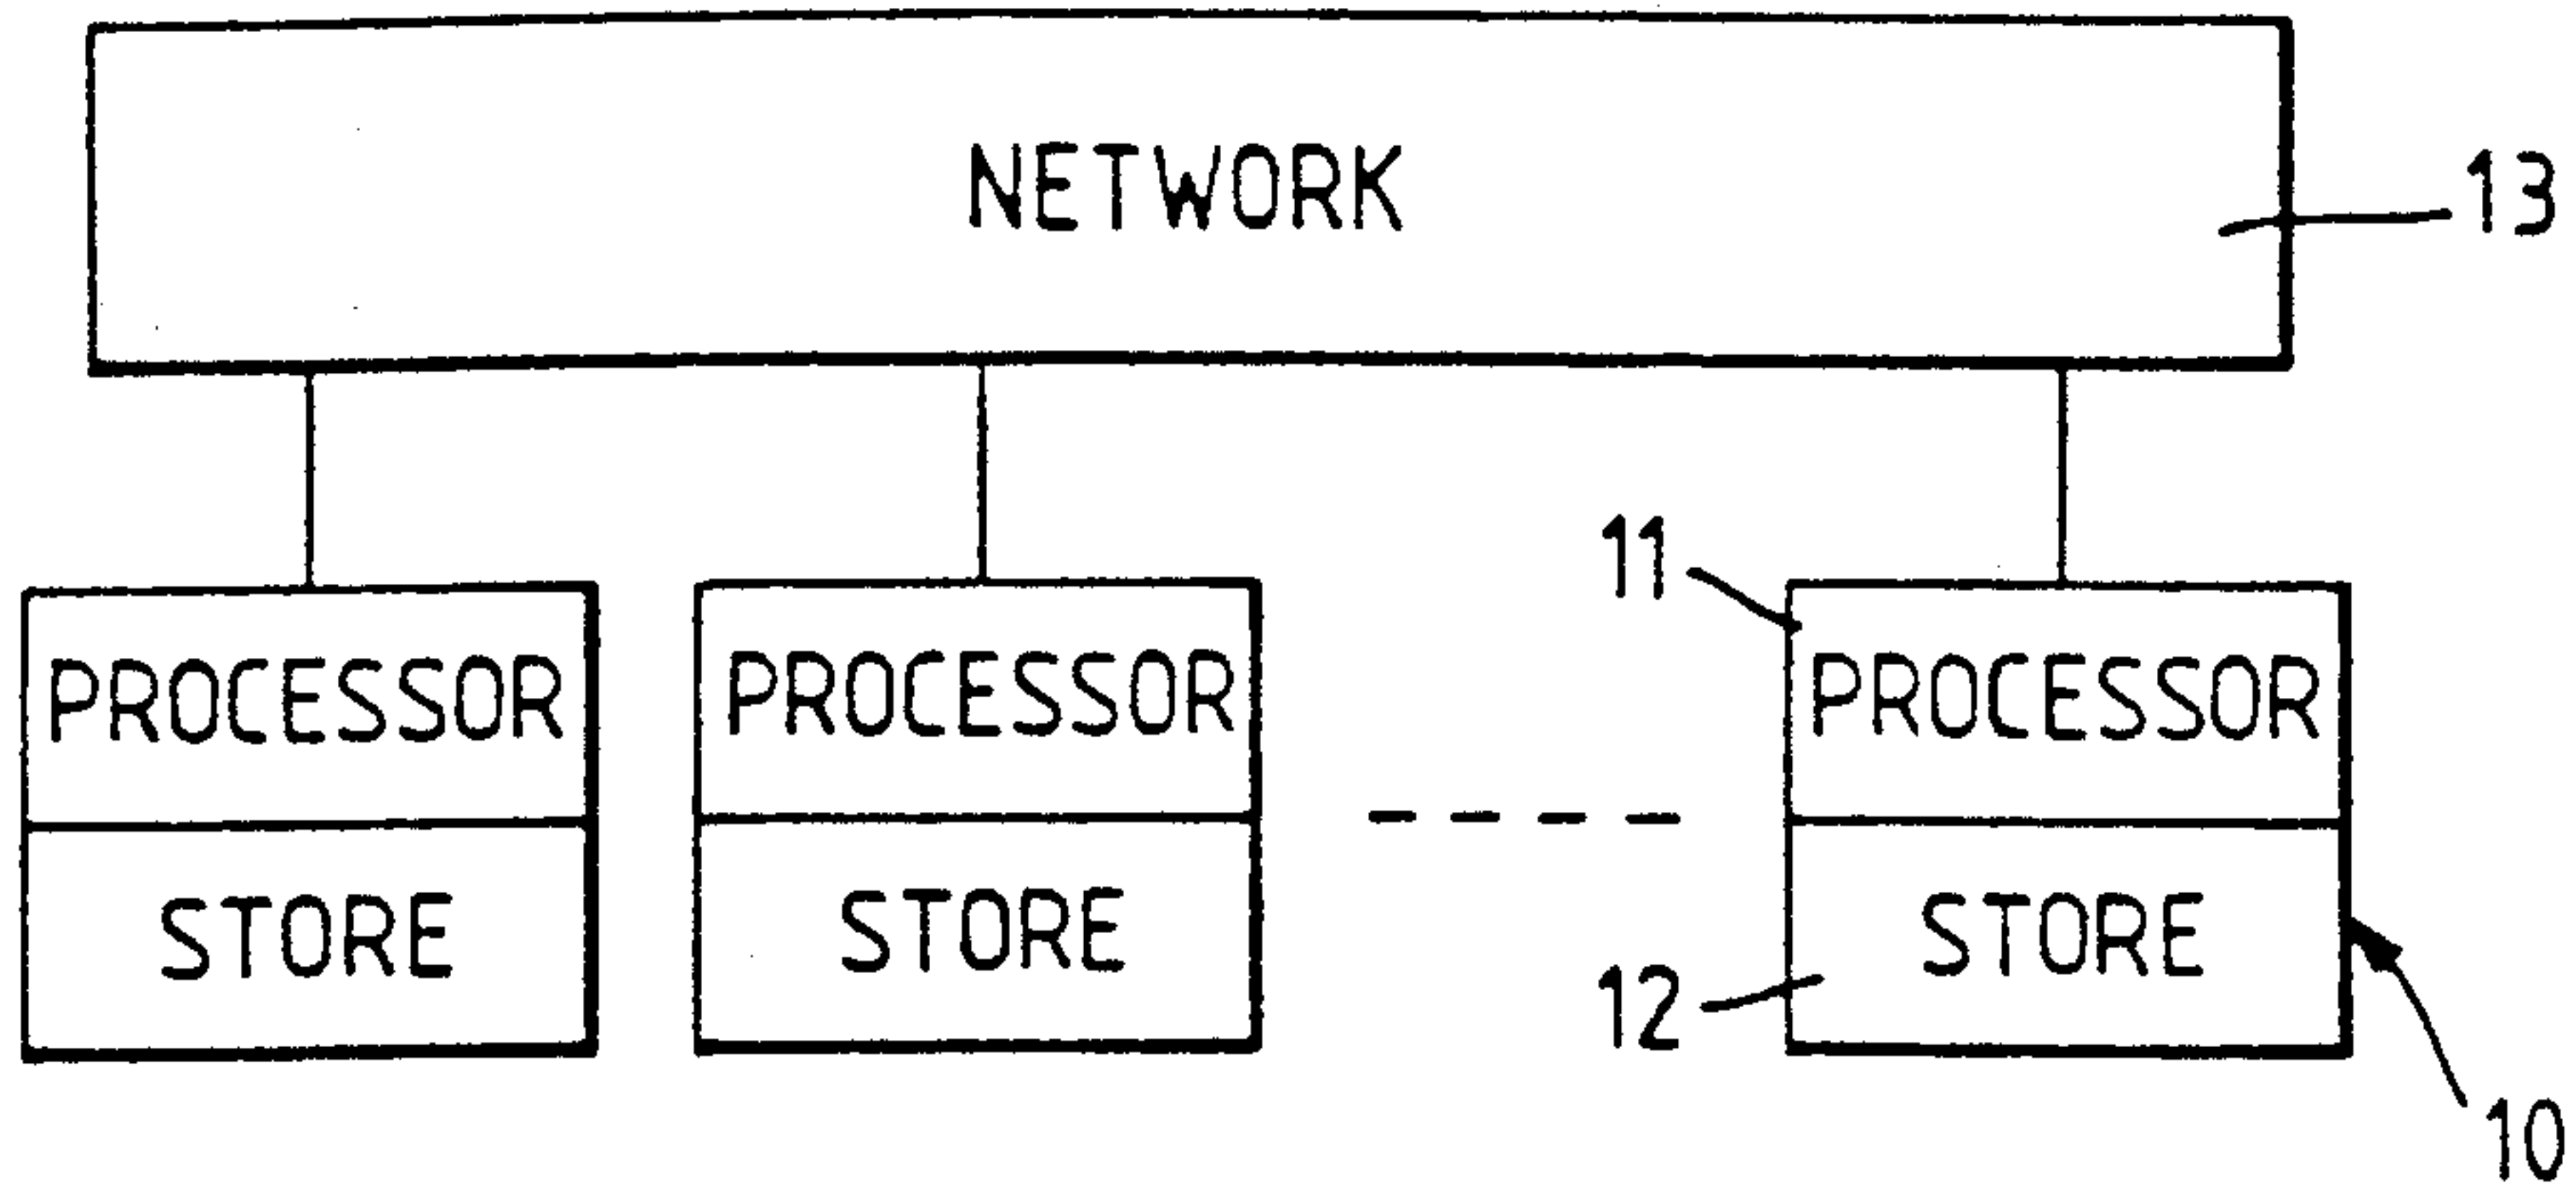 NETWORK
13
11
PROCESSOR PROCESSOR PROCESSOR
STORE STORE STORE
12
10